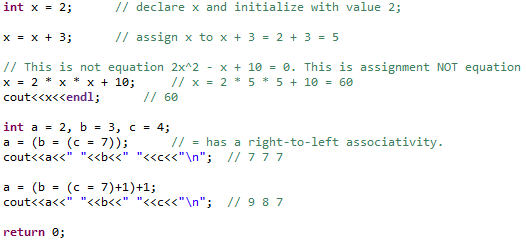 int x = 2;      // declare x and initialize with value 2;
x = x + 3;      // assign x to x + 3 = 2 + 3 = 5
// This is not equation 2x^2 - x + 10 = 0. This is assignment NOT equation
x = 2 * x * x + 10;     // x = 2 * 5 * 5 + 10 = 60
cout<<x<<endl;      // 60
int a = 2, b = 3, c = 4;
a = (b = (c = 7));      // = has a right-to-left associativity.
cout<<a<<" "<<b<<" "<<c<<"\n";  // 7 7 7
a = (b = (c = 7)+1)+1;
cout<<a<<" "<<b<<" "<<c<<"\n";  // 9 8 7
return 0;